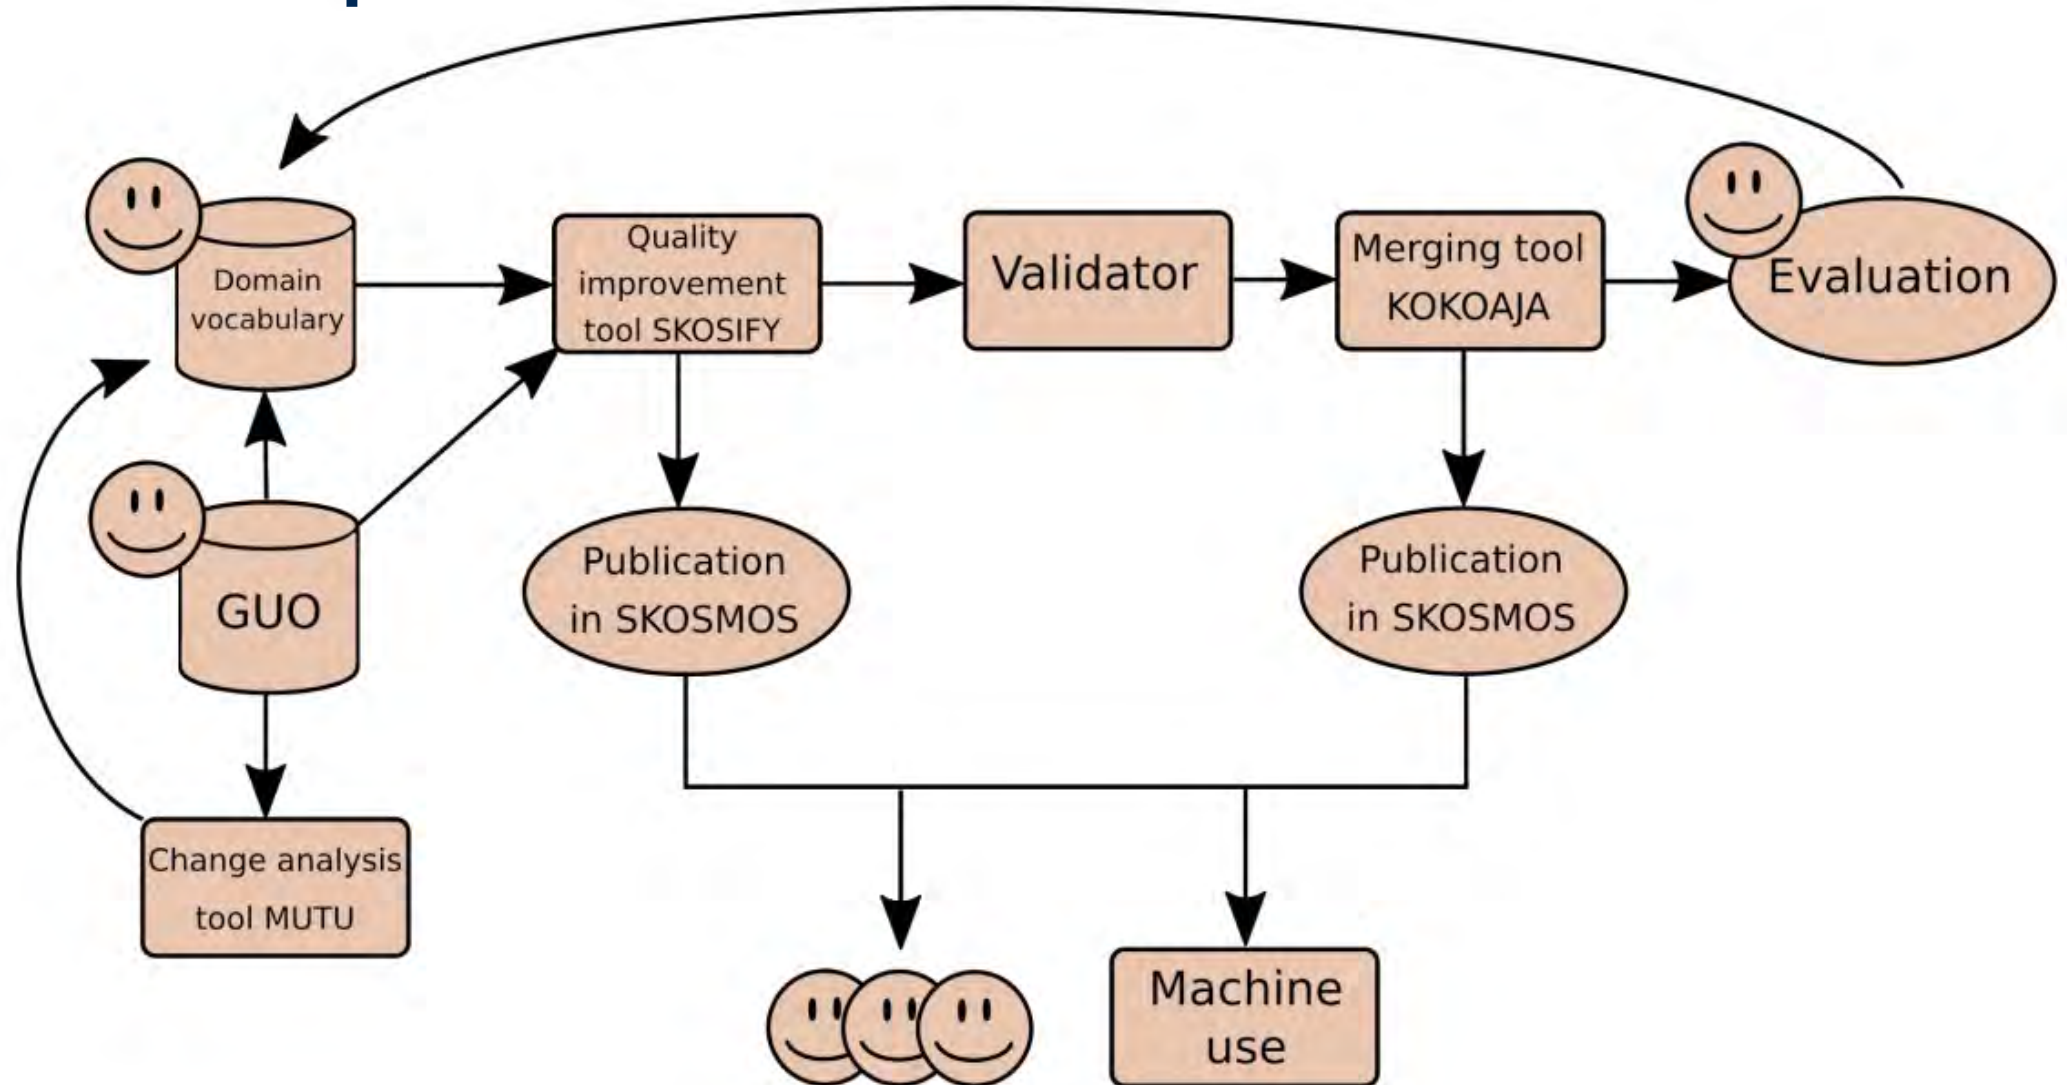 Domain
vocabulary
Quality
improvement
tool SKOSIFY
Validator
Merging tool
KOKOAJA
Evaluation
GUO
Publication
in SKOSMOS
Publication
in SKOSMOS
Change analysis
tool MUTU
Machine
use